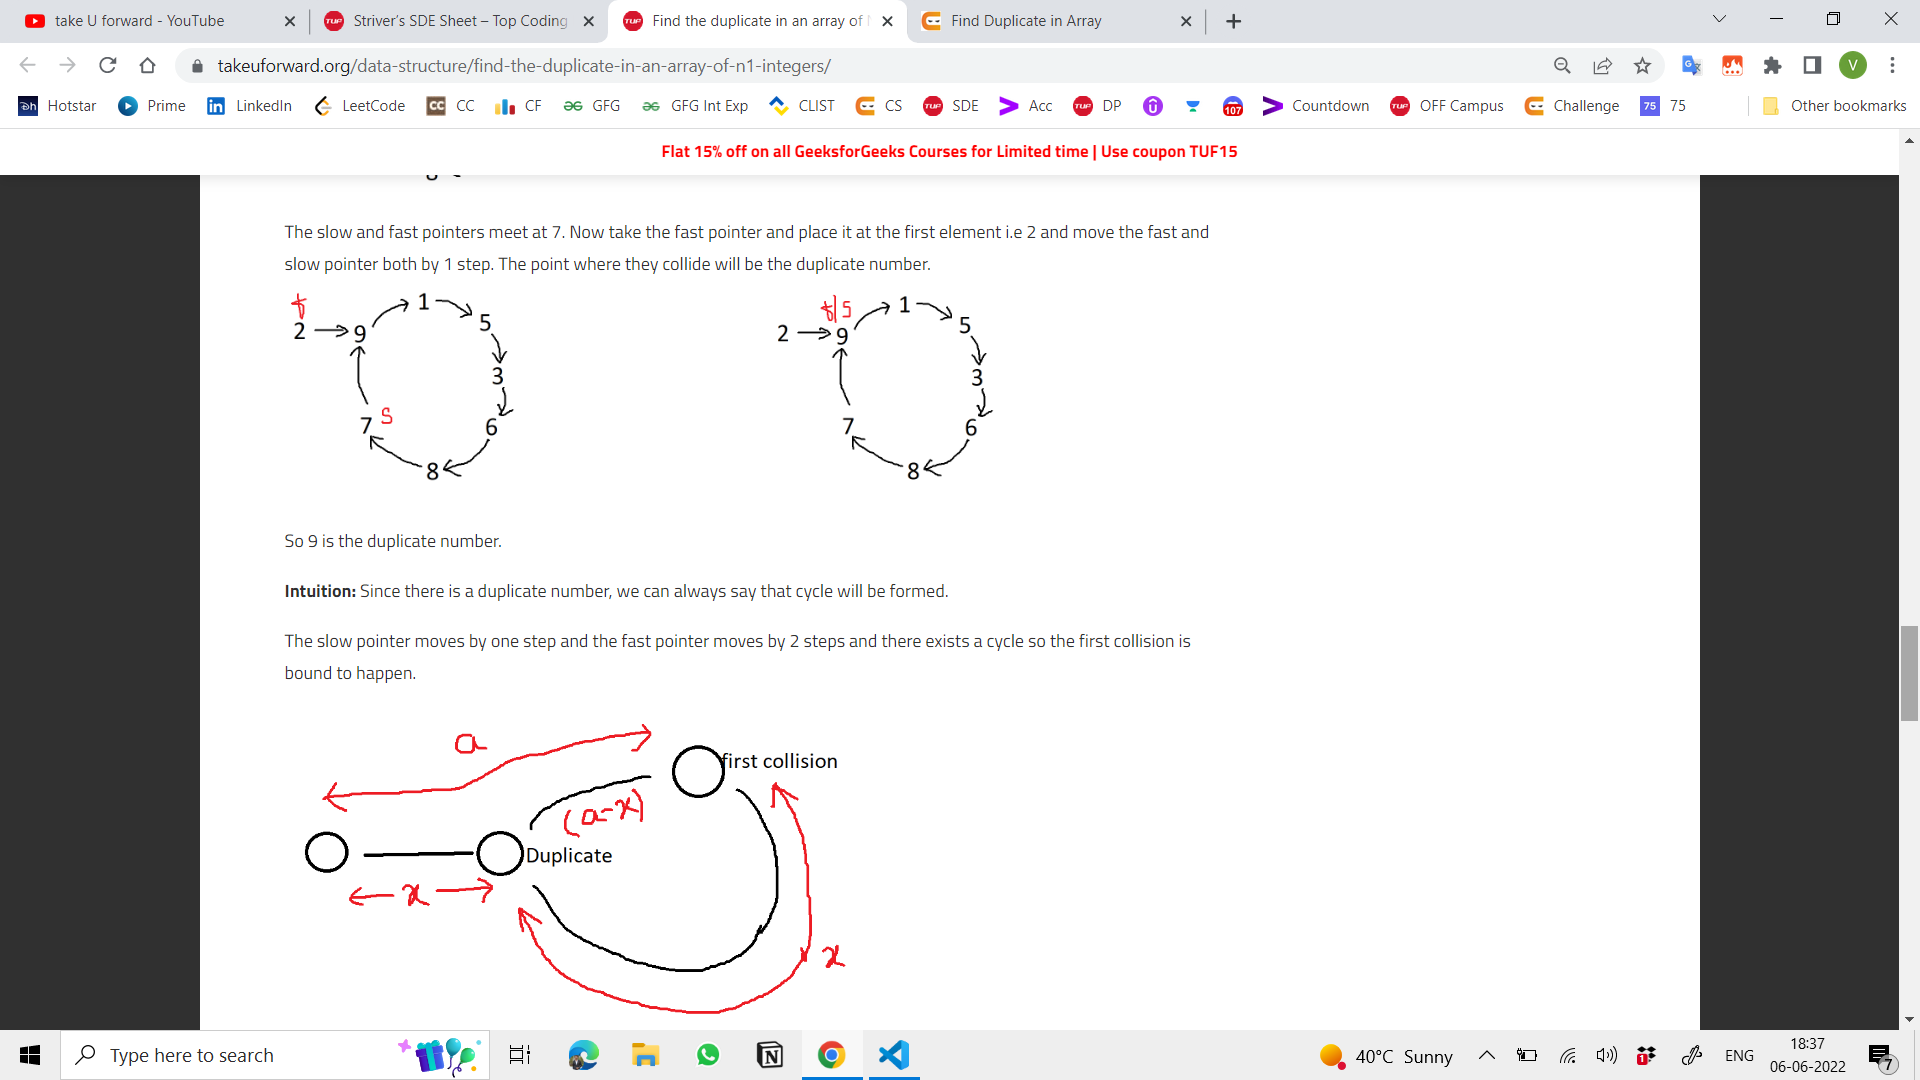 take U forward - YouTube
Striver's SDE Sheet – Top Coding
Find the duplicate in an array of
Find Duplicate in Array
takeuforward.org/data-structure/find-the-duplicate-in-an-array-of-n1-integers/
V
Hotstar Prime LinkedIn LeetCode CC CF GFG GFG Int Exp CLIST CS SDE Acc DP 107 Countdown OFF Campus Challenge 75 75 Other bookmarks
Flat 15% off on all GeeksforGeeks Courses for Limited time | Use coupon TUF15
The slow and fast pointers meet at 7. Now take the fast pointer and place it at the first element i.e 2 and move the fast and
slow pointer both by 1 step. The point where they collide will be the duplicate number.
f
2 9 1 5 3 6 8 7 S
f|S
2 9 1 5 3 6 8 7
So 9 is the duplicate number.
Intuition: Since there is a duplicate number, we can always say that cycle will be formed.
The slow pointer moves by one step and the fast pointer moves by 2 steps and there exists a cycle so the first collision is
bound to happen.
a
first collision
(a-x)
Duplicate
x
x
Type here to search
40°C Sunny
ENG
18:37
06-06-2022
7